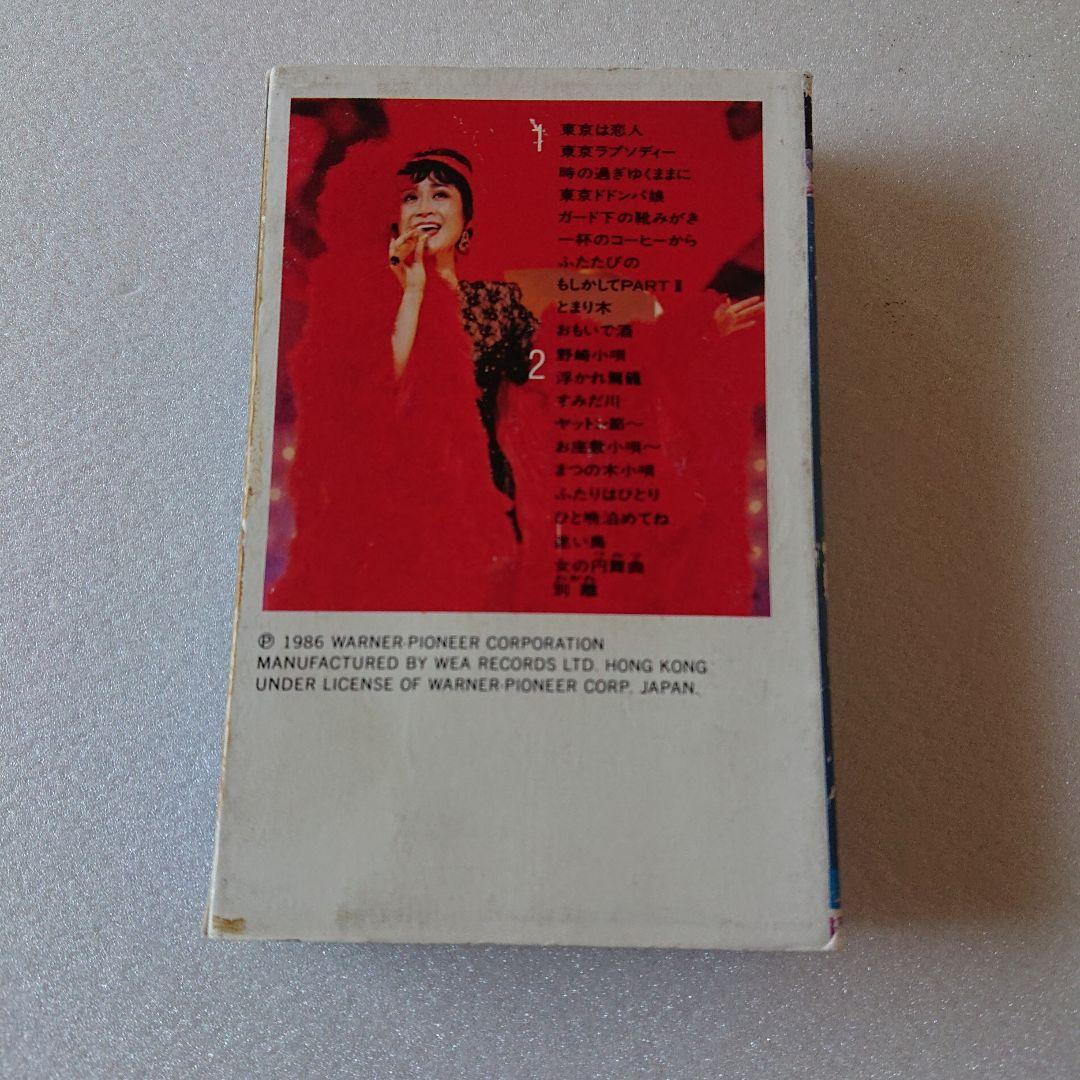 1
東京は恋人
東京ラプソディー
時の過ぎゆくままに
東京ドドンパ娘
ガード下の靴みがき
一杯のコーヒーから
ふたたびの
もしかしてPART II
とまり木
おもいで酒
2
野崎小唄
浮かれ鴛鴦
すみだ川
ヤットン節〜
お座敷小唄〜
まつの木小唄
ふたりはひとり
ひと晩泊めてね
迷い鳥
女の円舞曲
別離
℗ 1986 WARNER-PIONEER CORPORATION
MANUFACTURED BY WEA RECORDS LTD. HONG KONG
UNDER LICENSE OF WARNER-PIONEER CORP. JAPAN.